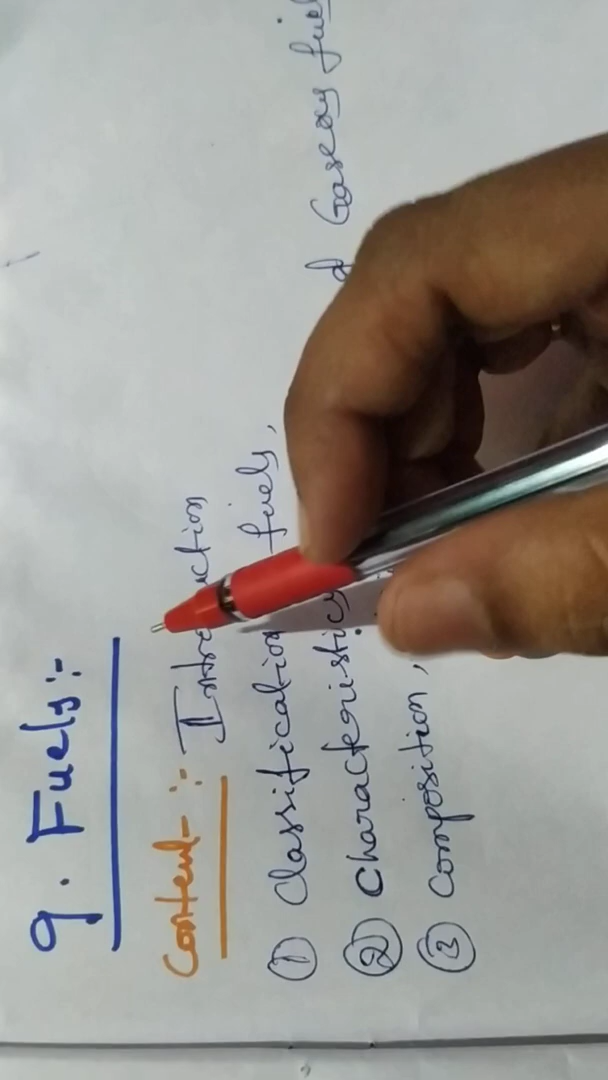 9. Fuels:-
Content-:- Introduction
① Classification fuels,
② Characteristics Gaseous fuel
③ Composition,